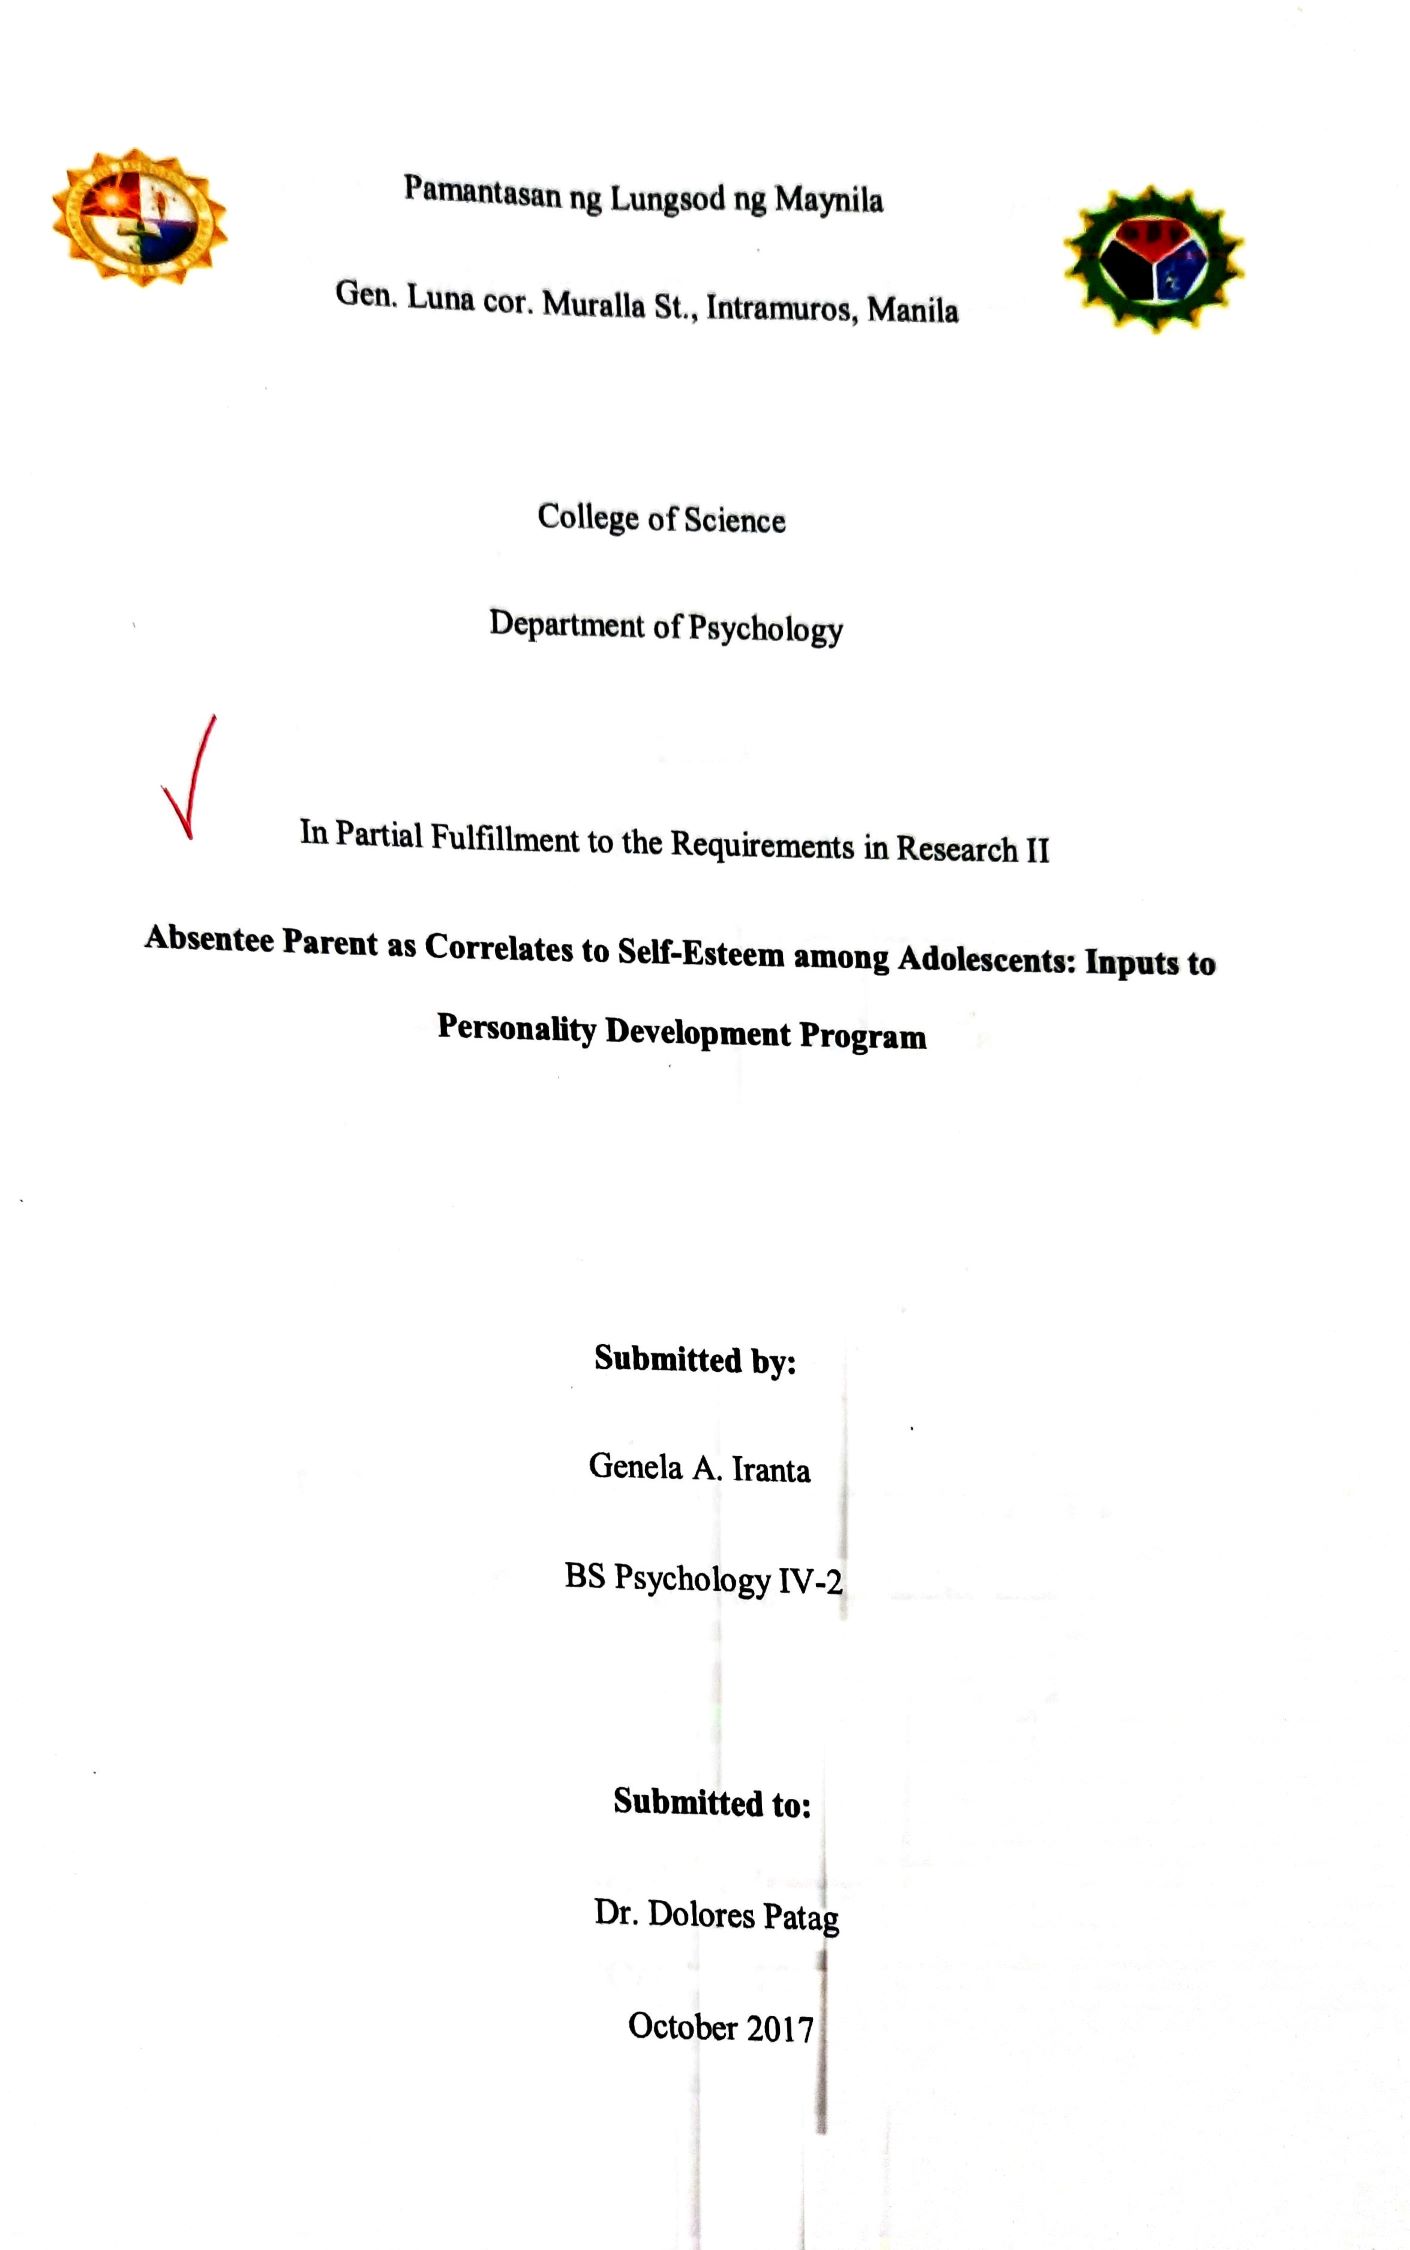 Pamantasan ng Lungsod ng Maynila
Gen. Luna cor. Muralla St., Intramuros, Manila
College of Science
Department of Psychology
In Partial Fulfillment to the Requirements in Research II
Absentee Parent as Correlates to Self-Esteem among Adolescents: Inputs to
Personality Development Program
Submitted by:
Genela A. Iranta
BS Psychology IV-2
Submitted to:
Dr. Dolores Patag
October 2017